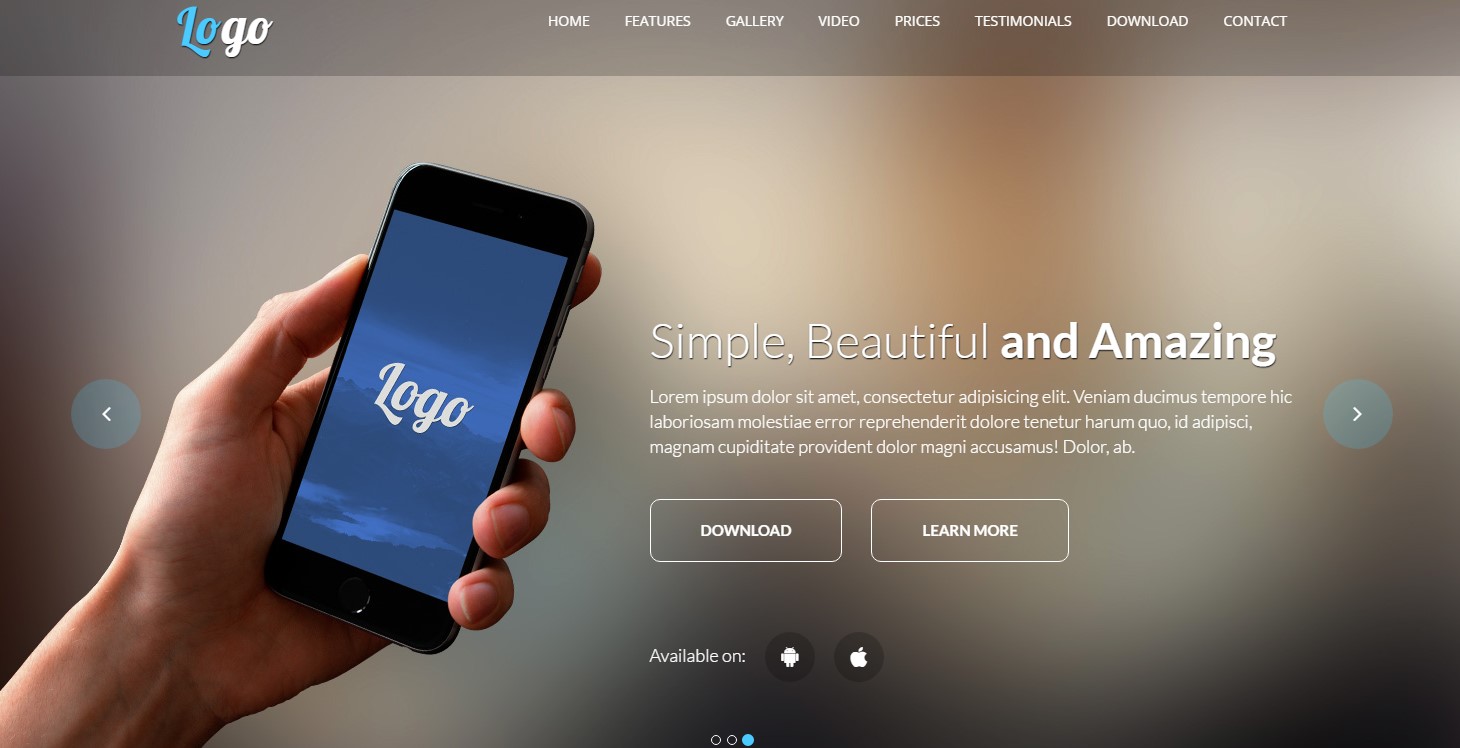 Logo
HOME FEATURES GALLERY VIDEO PRICES TESTIMONIALS DOWNLOAD CONTACT
Logo
Simple, Beautiful and Amazing
Lorem ipsum dolor sit amet, consectetur adipisicing elit. Veniam ducimus tempore hic
laboriosam molestiae error reprehenderit dolore tenetur harum quo, id adipisci,
magnam cupiditate provident dolor magni accusamus! Dolor, ab.
DOWNLOAD LEARN MORE
Available on: